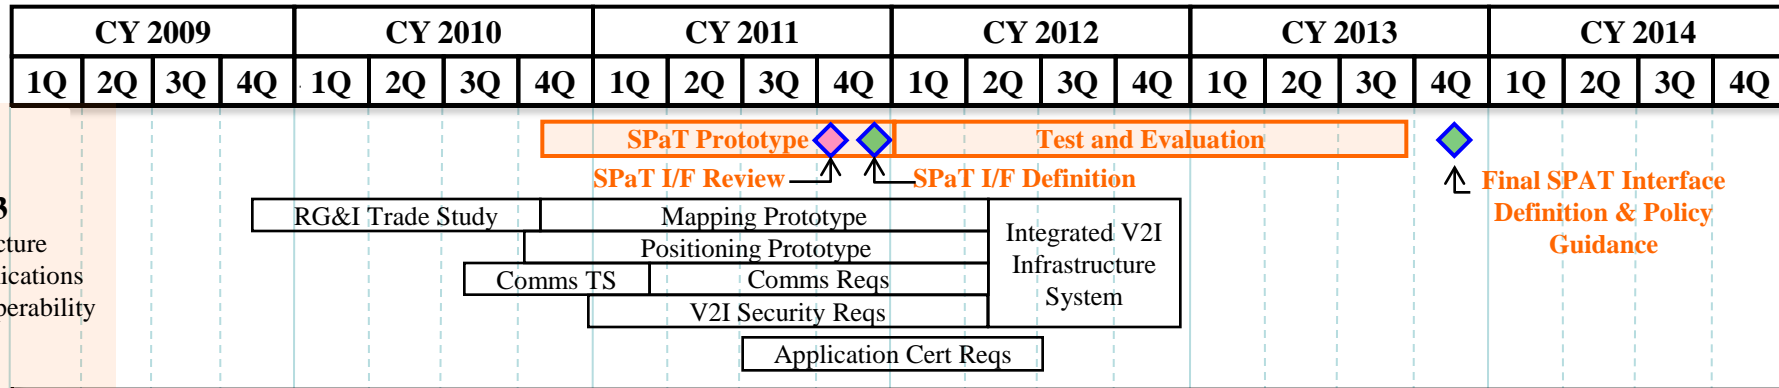 CY 2009 CY 2010 CY 2011 CY 2012 CY 2013 CY 2014
1Q 2Q 3Q 4Q 1Q 2Q 3Q 4Q 1Q 2Q 3Q 4Q 1Q 2Q 3Q 4Q 1Q 2Q 3Q 4Q 1Q 2Q 3Q 4Q
SPaT Prototype Test and Evaluation
SPaT I/F Review SPaT I/F Definition
Final SPAT Interface
Definition & Policy
Guidance
RG&I Trade Study Mapping Prototype
Positioning Prototype
Comms TS Comms Reqs
V2I Security Reqs
Integrated V2I
Infrastructure
System
Application Cert Reqs